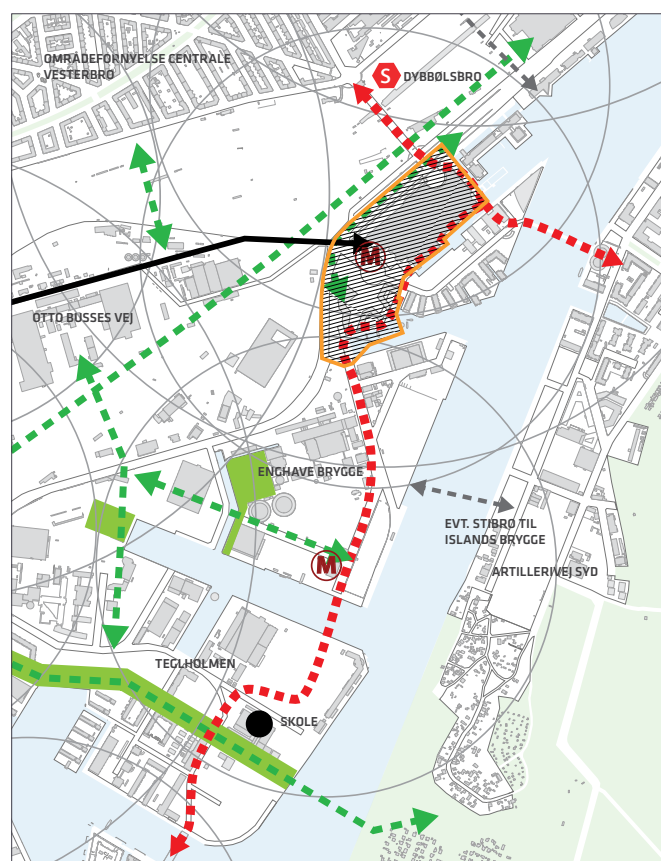 OMRÅDEFORNYELSE CENTRALE
VESTERBRO
S DYBBØLSBRO
M
OTTO BUSSES VEJ
ENGHAVE BRYGGE
EVT. STIBRO TIL
ISLANDS BRYGGE
M
ARTILLERIVEJ SYD
TEGLHOLMEN
SKOLE